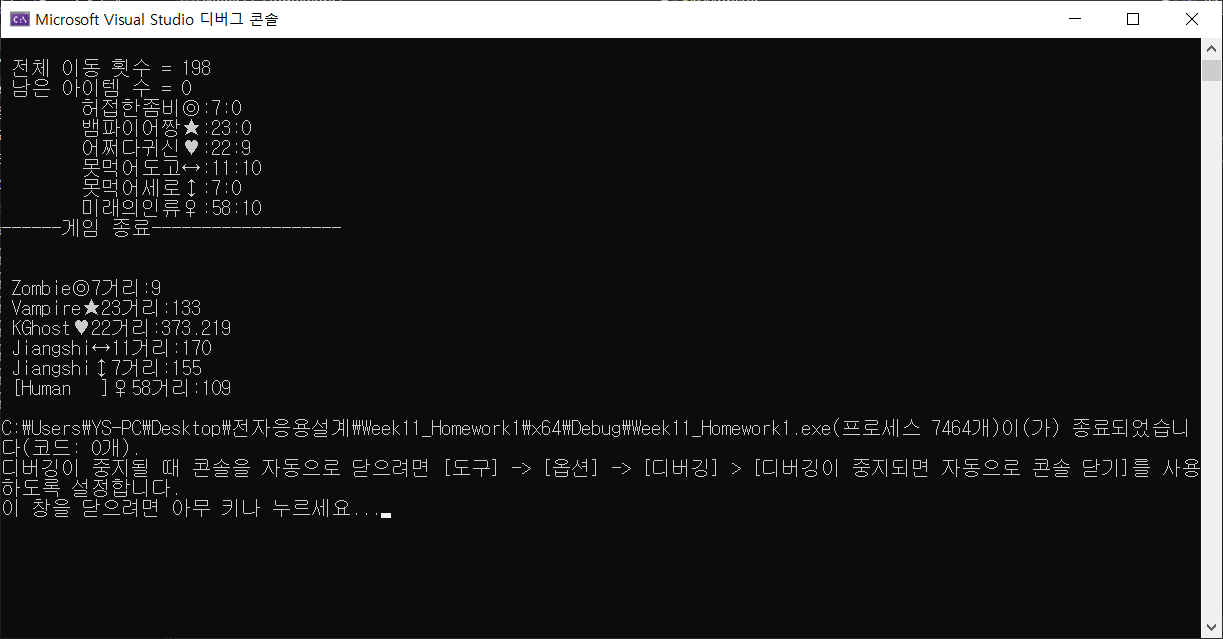 Microsoft Visual Studio 디버그 콘솔
전체 이동 횟수 = 198
남은 아이템 수 = 0
허접한좀비◎:7:0
뱀파이어짱★:23:0
어쩌다귀신♥:22:9
못먹어도고↔:11:10
못먹어세로↕:7:0
미래의인류♀:58:10
------게임 종료-------------------
Zombie◎7거리:9
Vampire★23거리:133
KGhost♥22거리:373.219
Jiangshi↔11거리:170
Jiangshi↕7거리:155
[Human   ]♀58거리:109
C:₩Users₩YS-PC₩Desktop₩전자응용설계₩Week11_Homework1₩x64₩Debug₩Week11_Homework1.exe(프로세스 7464개)이(가) 종료되었습니
다(코드: 0개).
디버깅이 중지될 때 콘솔을 자동으로 닫으려면 [도구] -> [옵션] -> [디버깅] > [디버깅이 중지되면 자동으로 콘솔 닫기]를 사용
하도록 설정합니다.
이 창을 닫으려면 아무 키나 누르세요...